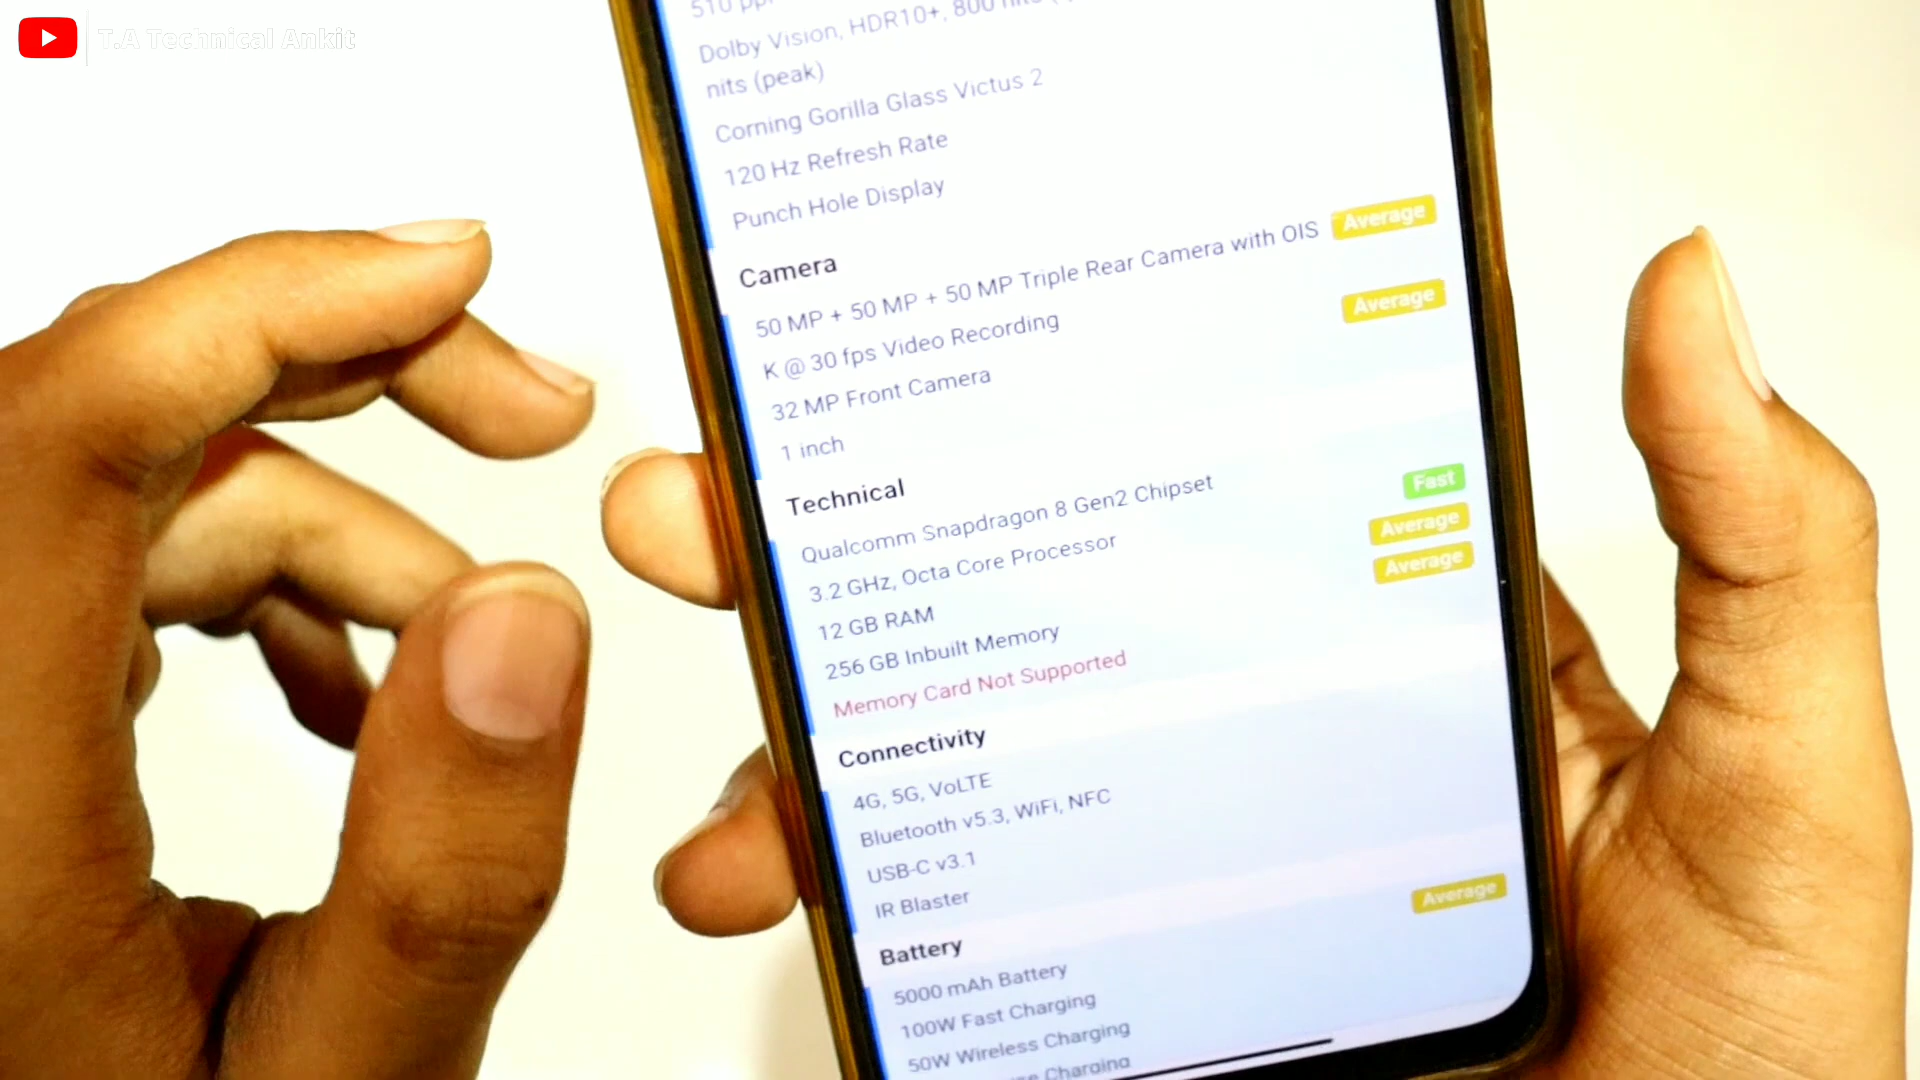 T.A Technical Ankit
510 ppi
Dolby Vision, HDR10+, 800 nits
nits (peak)
Corning Gorilla Glass Victus 2
120 Hz Refresh Rate
Punch Hole Display
Camera
50 MP + 50 MP + 50 MP Triple Rear Camera with OIS Average
K @ 30 fps Video Recording
32 MP Front Camera Average
1 inch
Technical
Qualcomm Snapdragon 8 Gen2 Chipset Fast
3.2 GHz, Octa Core Processor
12 GB RAM Average
256 GB Inbuilt Memory Average
Memory Card Not Supported
Connectivity
4G, 5G, VoLTE
Bluetooth v5.3, WiFi, NFC
USB-C v3.1
IR Blaster
Battery
5000 mAh Battery Average
100W Fast Charging
50W Wireless Charging
Charging